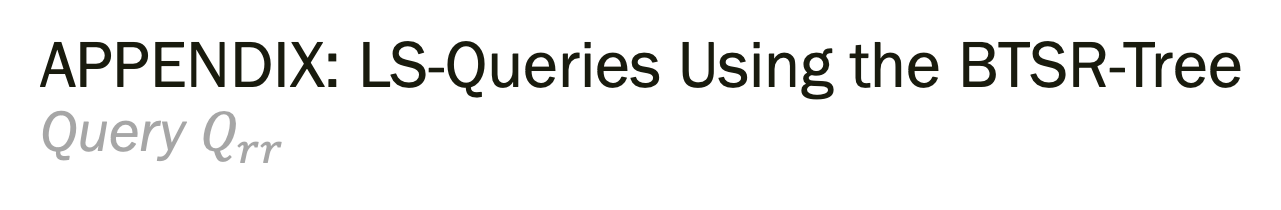 APPENDIX: LS-Queries Using the BTSR-Tree
Query Q_rr